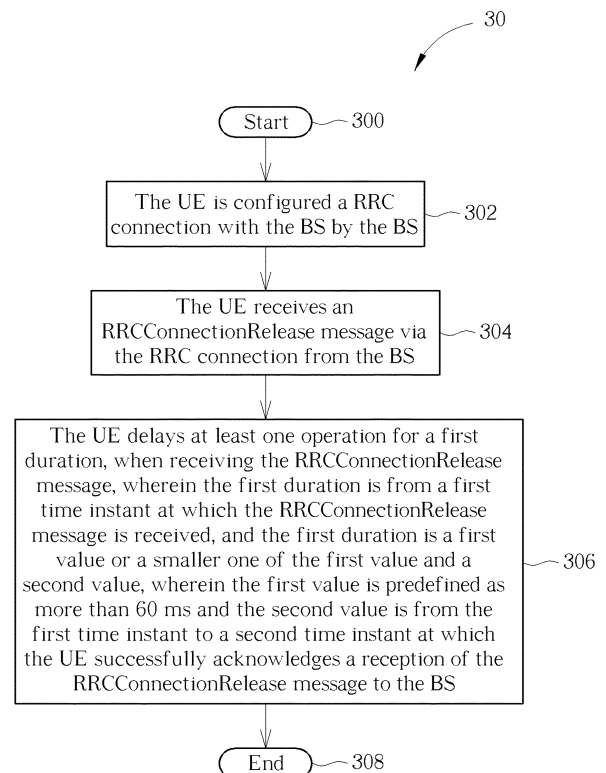 30
Start 300
The UE is configured a RRC
connection with the BS by the BS
302
The UE receives an
RRCConnectionRelease message via
the RRC connection from the BS
304
The UE delays at least one operation for a first
duration, when receiving the RRCConnectionRelease
message, wherein the first duration is from a first
time instant at which the RRCConnectionRelease
message is received, and the first duration is a first
value or a smaller one of the first value and a
second value, wherein the first value is predefined as
more than 60 ms and the second value is from the
first time instant to a second time instant at which
the UE successfully acknowledges a reception of the
RRCConnectionRelease message to the BS
306
End 308